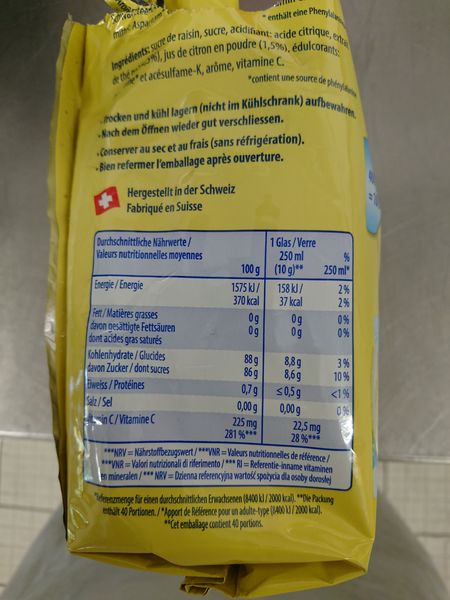 *enthält eine Phenylal
Ingrédients: sucre de raisin, sucre, acidifiant: acide citrique, extrait
de thé jus de citron en poudre (1,5%), édulcorants:
et acésulfame-K, arôme, vitamine C.
*contient une source de phénylalanine
Trocken und kühl lagern (nicht im Kühlschrank) aufbewahren.
• Nach dem Öffnen wieder gut verschliessen.
• Conserver au sec et au frais (sans réfrigération).
• Bien refermer l'emballage après ouverture.
Hergestellt in der Schweiz
Fabriqué en Suisse
Durchschnittliche Nährwerte /
Valeurs nutritionnelles moyennes
100 g
1 Glas / Verre
250 ml
(10 g)**
%
250 ml*
Energie / Energie 1575 kJ / 158 kJ / 2 %
370 kcal 37 kcal 2 %
Fett / Matières grasses 0 g 0 g 0 %
davon gesättigte Fettsäuren 0 g 0 g 0 %
dont acides gras saturés
Kohlenhydrate / Glucides 88 g 8,8 g 3 %
davon Zucker / dont sucres 86 g 8,6 g 10 %
Eiweiss / Protéines 0,7 g ≤ 0,5 g <1 %
Salz / Sel 0,00 g 0,00 g 0 %
min C / Vitamine C 225 mg 22,5 mg
281 %*** 28 %***
***NRV = Nährstoffbezugswert / ***VNR = Valeurs nutritionnelles de référence /
***VNR = Valori nutrizionali di riferimento / *** RI = Referentie-inname vitaminen
en mineralen / *** NRV = Dzienna referencyjna wartość spożycia dla osoby dorosłej
*Referenzmenge für einen durchschnittlichen Erwachsenen (8400 kJ / 2000 kcal). **Die Packung
enthält 40 Portionen. / *Apport de Référence pour un adulte-type (8400 kJ / 2000 kcal).
**Cet emballage contient 40 portions.